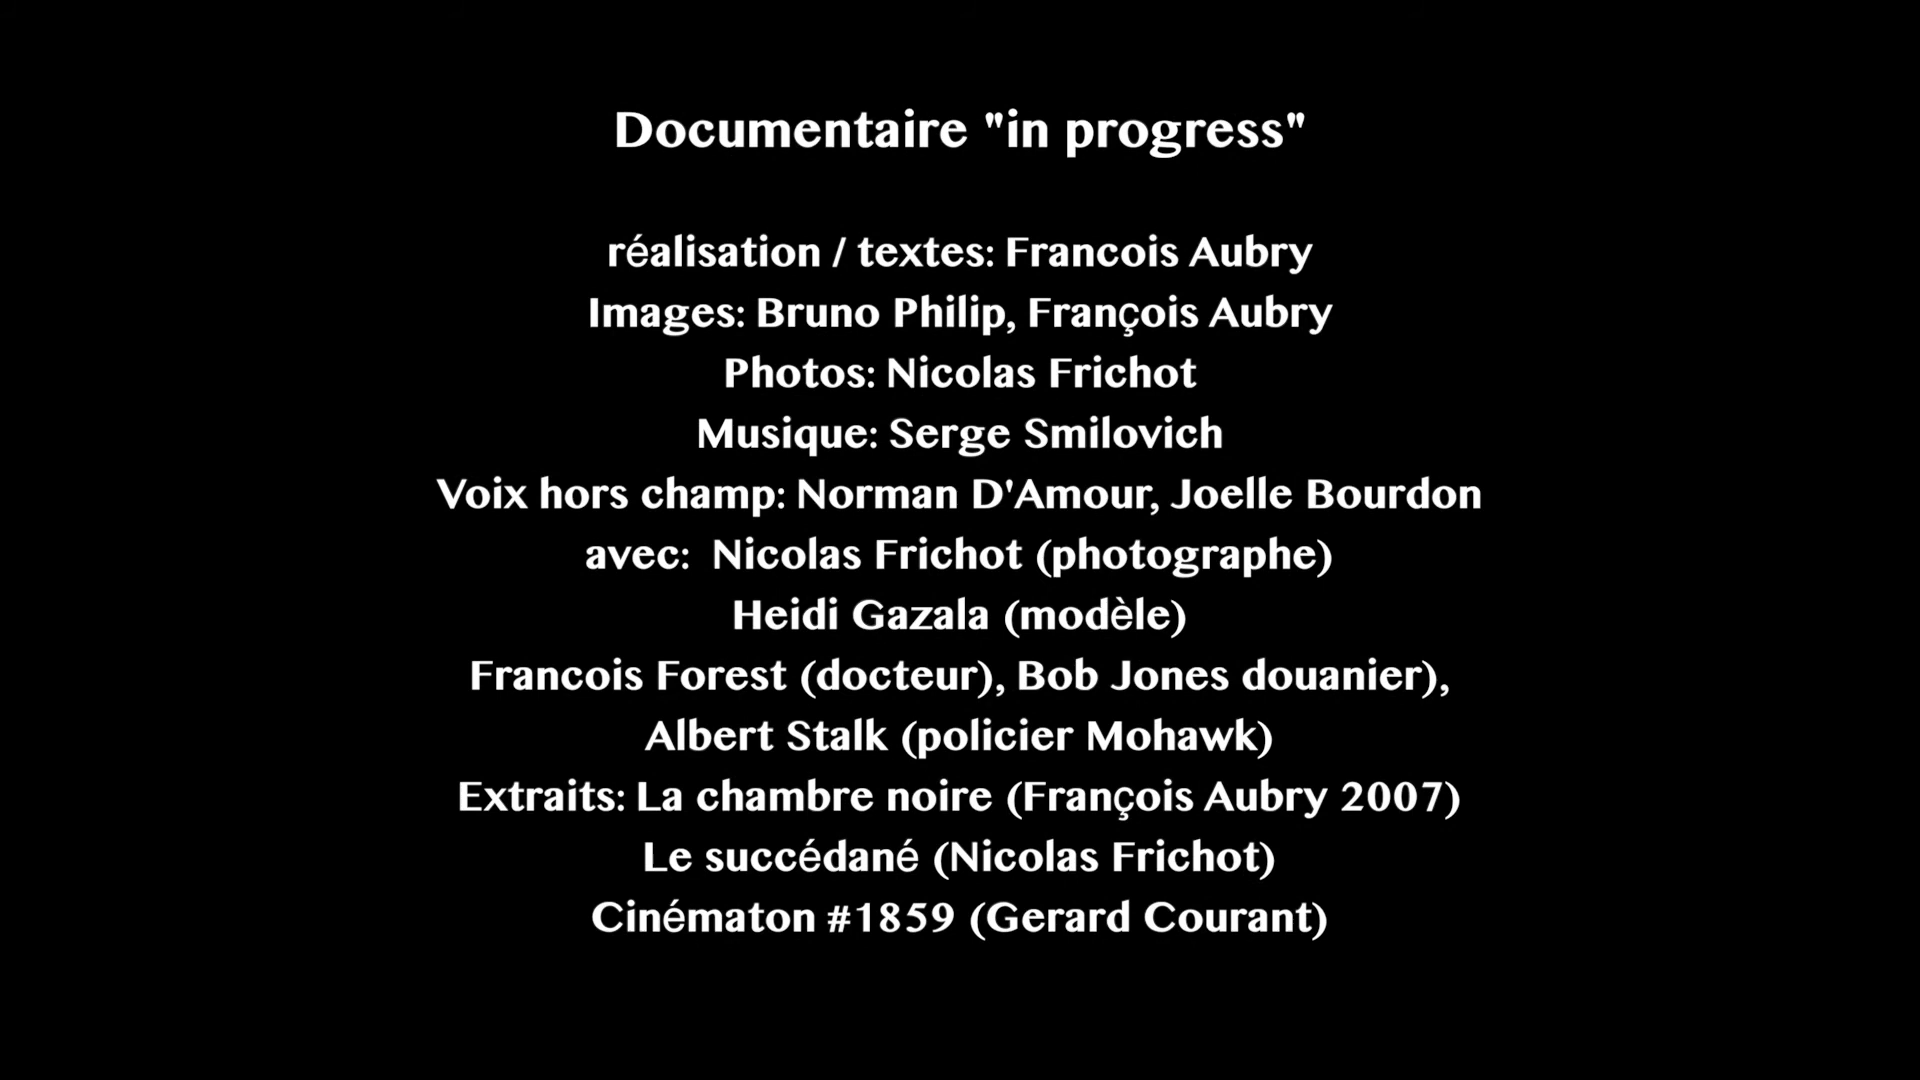 Documentaire "in progress"
réalisation / textes: Francois Aubry
Images: Bruno Philip, François Aubry
Photos: Nicolas Frichot
Musique: Serge Smilovich
Voix hors champ: Norman D'Amour, Joelle Bourdon
avec:  Nicolas Frichot (photographe)
Heidi Gazala (modèle)
Francois Forest (docteur), Bob Jones douanier),
Albert Stalk (policier Mohawk)
Extraits: La chambre noire (François Aubry 2007)
Le succédané (Nicolas Frichot)
Cinématon #1859 (Gerard Courant)